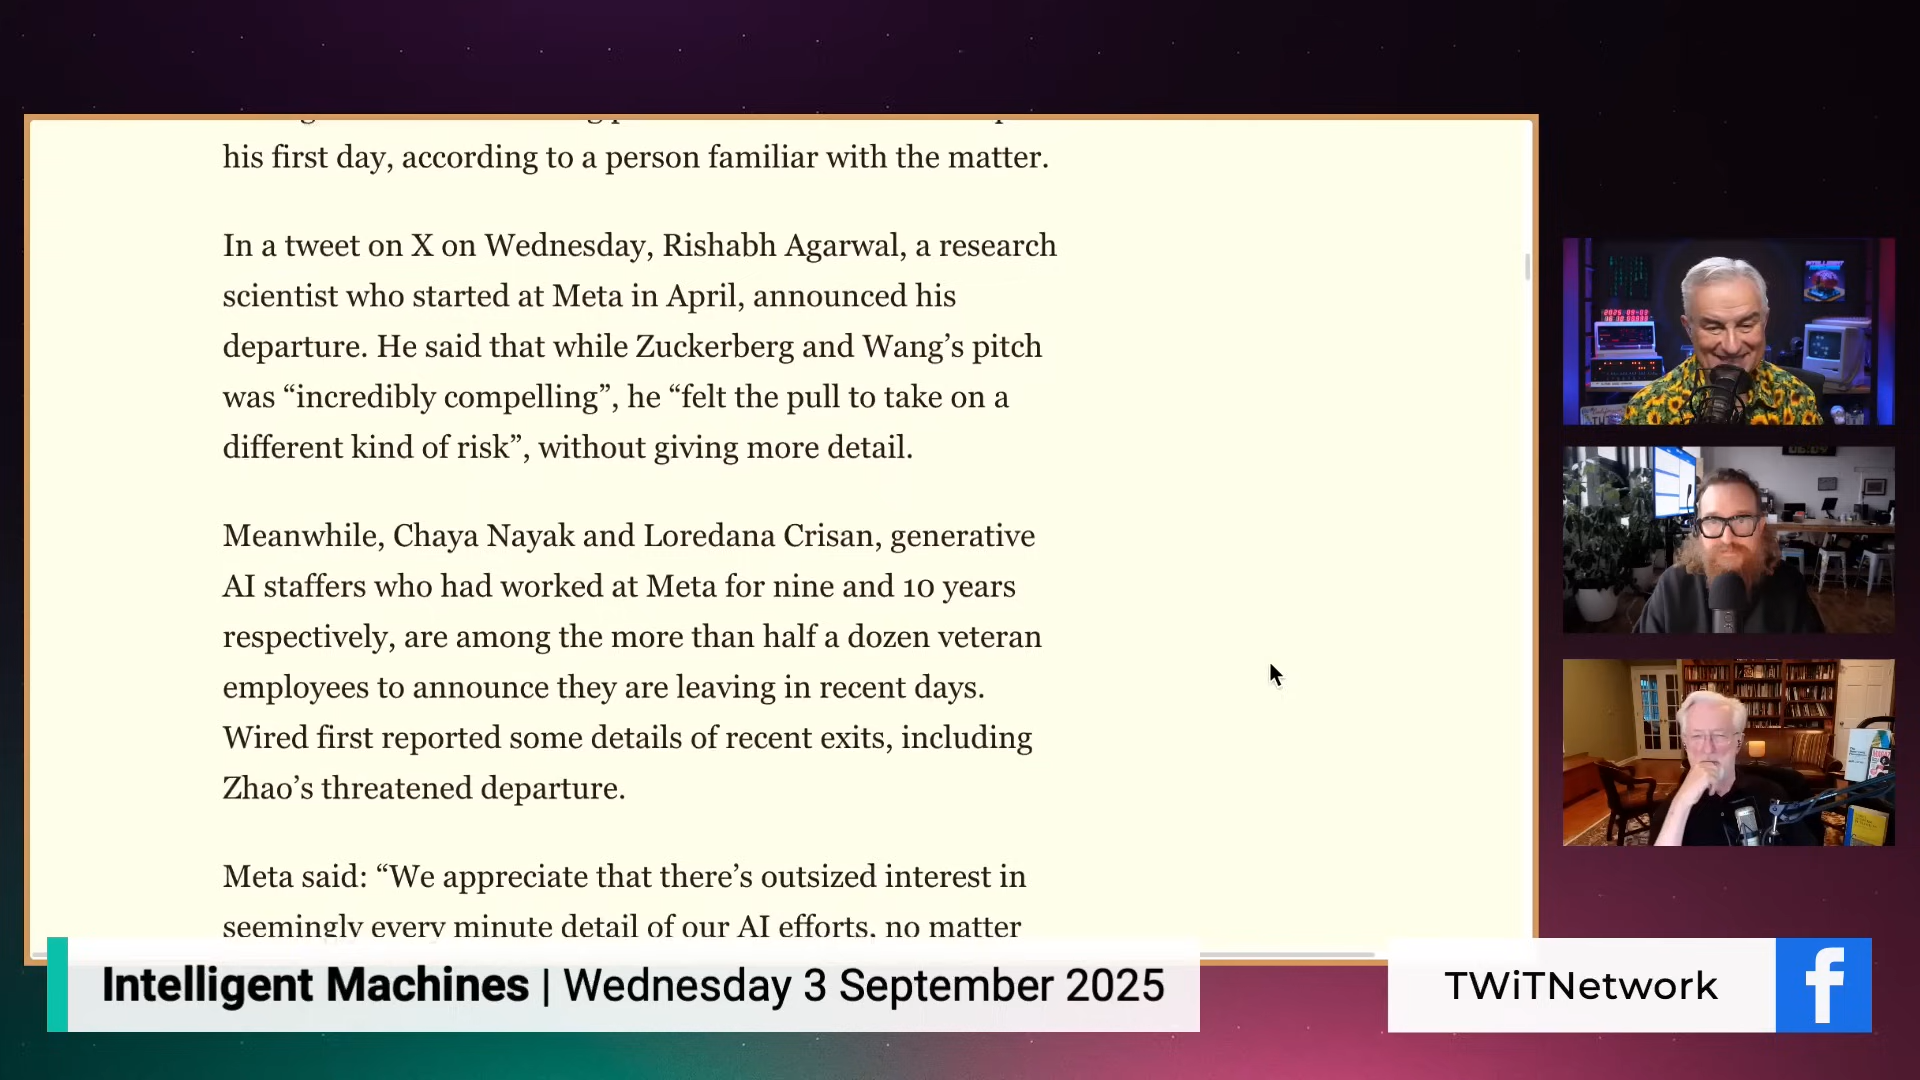 his first day, according to a person familiar with the matter.
In a tweet on X on Wednesday, Rishabh Agarwal, a research
scientist who started at Meta in April, announced his
departure. He said that while Zuckerberg and Wang’s pitch
was “incredibly compelling”, he “felt the pull to take on a
different kind of risk”, without giving more detail.
Meanwhile, Chaya Nayak and Loredana Crisan, generative
AI staffers who had worked at Meta for nine and 10 years
respectively, are among the more than half a dozen veteran
employees to announce they are leaving in recent days.
Wired first reported some details of recent exits, including
Zhao’s threatened departure.
Meta said: “We appreciate that there’s outsized interest in
seemingly every minute detail of our AI efforts, no matter
Intelligent Machines | Wednesday 3 September 2025
TWiTNetwork